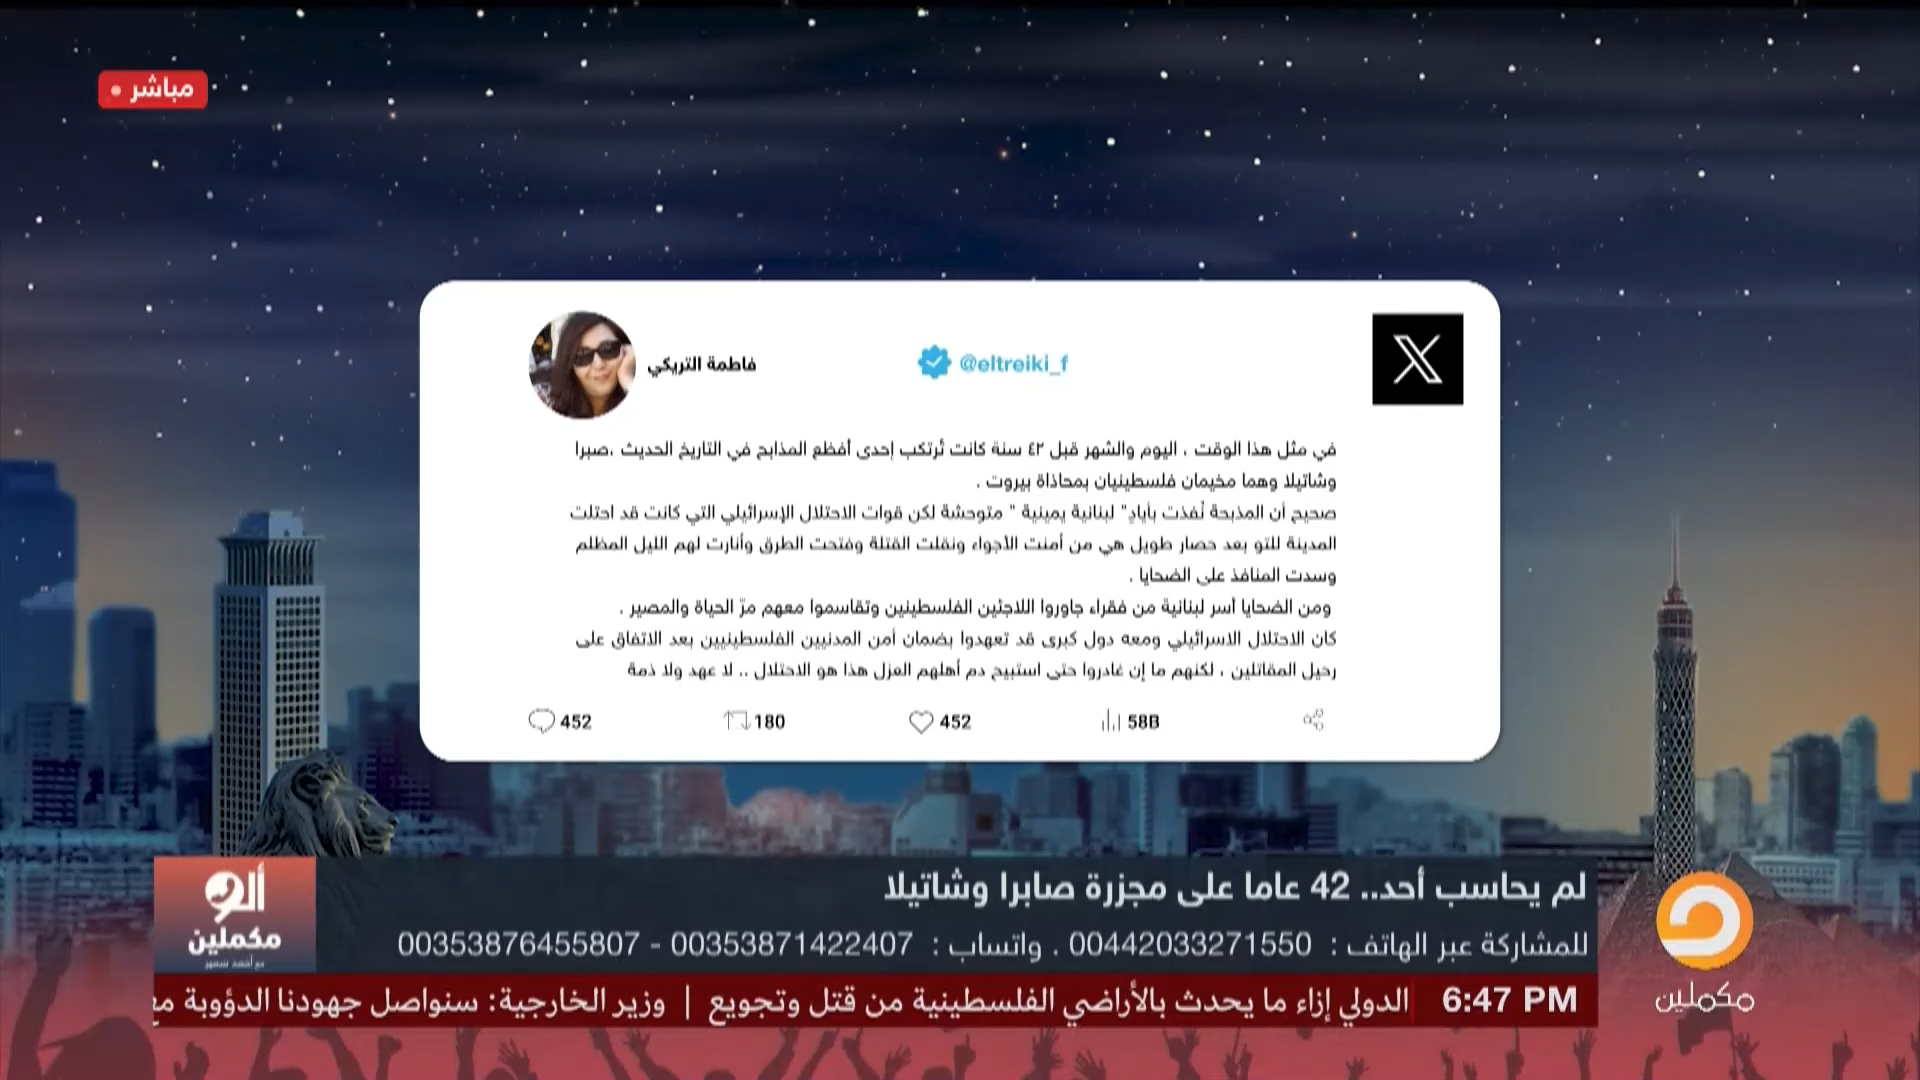 مباشر
فاطمة التريكي
@eltreiki_f
في مثل هذا الوقت ، اليوم والشهر قبل ٤٢ سنة كانت تُرتكب إحدى أفظع المذابح في التاريخ الحديث ،صبرا
وشاتيلا وهما مخيمان فلسطينيان بمحاذاة بيروت .
صحيح أن المذبحة نُفذت بأيادٍ" لبنانية يمينية " متوحشة لكن قوات الاحتلال الإسرائيلي التي كانت قد احتلت
المدينة للتو بعد حصار طويل هي من أمنت الأجواء ونقلت القتلة وفتحت الطرق وأنارت لهم الليل المظلم
وسدت المنافذ على الضحايا .
ومن الضحايا أسر لبنانية من فقراء جاوروا اللاجئين الفلسطينين وتقاسموا معهم مرّ الحياة والمصير .
كان الاحتلال الاسرائيلي ومعه دول كبرى قد تعهدوا بضمان أمن المدنيين الفلسطينيين بعد الاتفاق على
رحيل المقاتلين ، لكنهم ما إن غادروا حتى استبيح دم أهلهم العزل هذا هو الاحتلال .. لا عهد ولا ذمة
452 180 452 58B
لم يحاسب أحد.. 42 عاما على مجزرة صابرا وشاتيلا
ألو
مكملين
مع أحمد سمير
للمشاركة عبر الهاتف : 00442033271550 . واتساب : 00353871422407 - 00353876455807
6:47 PM
الدولي إزاء ما يحدث بالأراضي الفلسطينية من قتل وتجويع | وزير الخارجية: سنواصل جهودنا الدؤوبة مع
مكملين